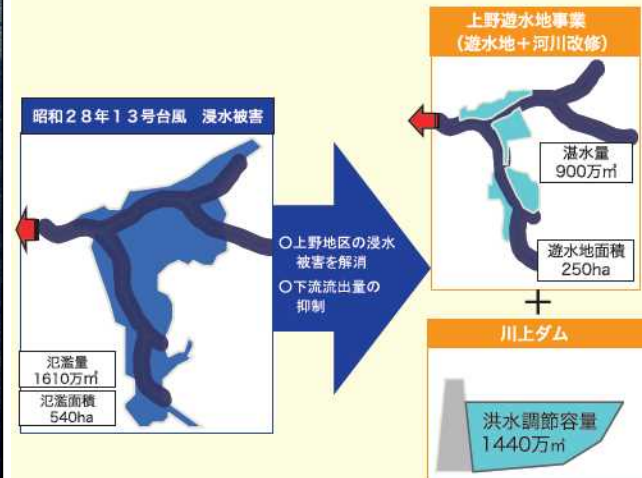 昭和28年13号台風 浸水被害
氾濫量
1610万㎥
氾濫面積
540ha
○上野地区の浸水
被害を解消
○下流流出量の
抑制
上野遊水地事業
(遊水地+河川改修)
湛水量
900万㎥
遊水地面積
250ha
+
川上ダム
洪水調節容量
1440万㎥